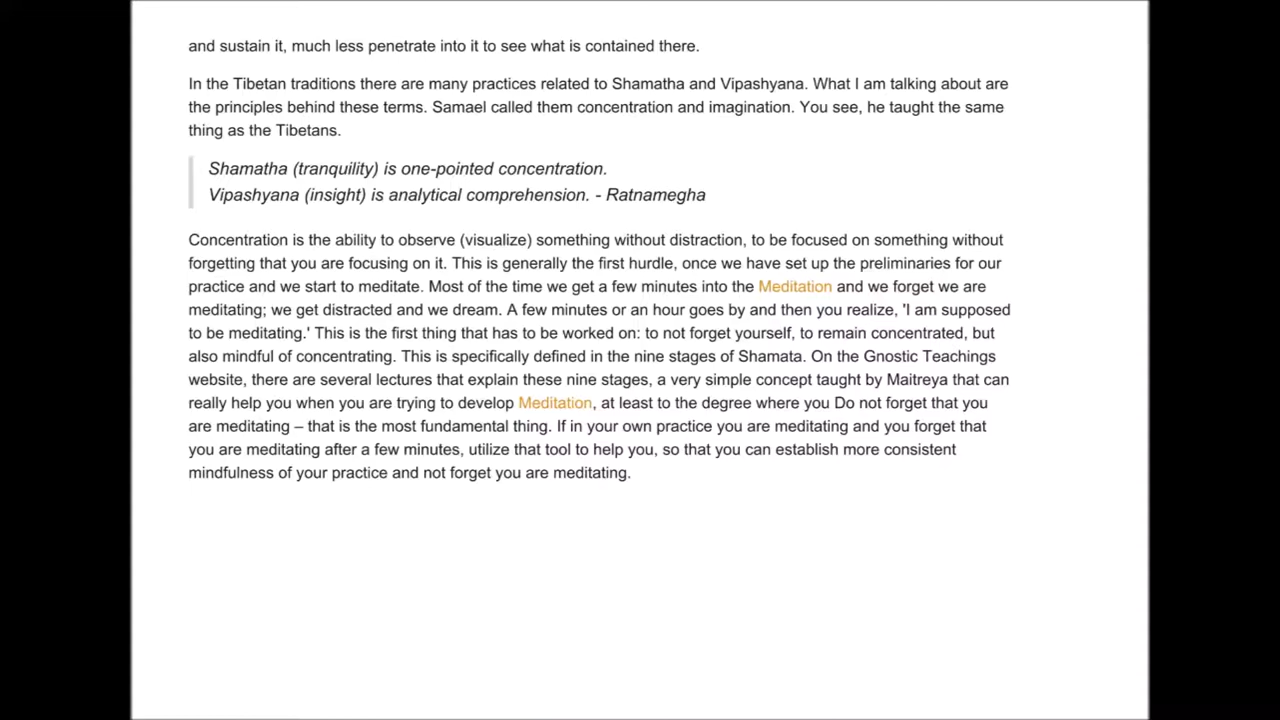 and sustain it, much less penetrate into it to see what is contained there.
In the Tibetan traditions there are many practices related to Shamatha and Vipashyana. What I am talking about are
the principles behind these terms. Samael called them concentration and imagination. You see, he taught the same
thing as the Tibetans.
Shamatha (tranquility) is one-pointed concentration.
Vipashyana (insight) is analytical comprehension. - Ratnamegha
Concentration is the ability to observe (visualize) something without distraction, to be focused on something without
forgetting that you are focusing on it. This is generally the first hurdle, once we have set up the preliminaries for our
practice and we start to meditate. Most of the time we get a few minutes into the Meditation and we forget we are
meditating; we get distracted and we dream. A few minutes or an hour goes by and then you realize, 'I am supposed
to be meditating.' This is the first thing that has to be worked on: to not forget yourself, to remain concentrated, but
also mindful of concentrating. This is specifically defined in the nine stages of Shamata. On the Gnostic Teachings
website, there are several lectures that explain these nine stages, a very simple concept taught by Maitreya that can
really help you when you are trying to develop Meditation, at least to the degree where you Do not forget that you
are meditating – that is the most fundamental thing. If in your own practice you are meditating and you forget that
you are meditating after a few minutes, utilize that tool to help you, so that you can establish more consistent
mindfulness of your practice and not forget you are meditating.